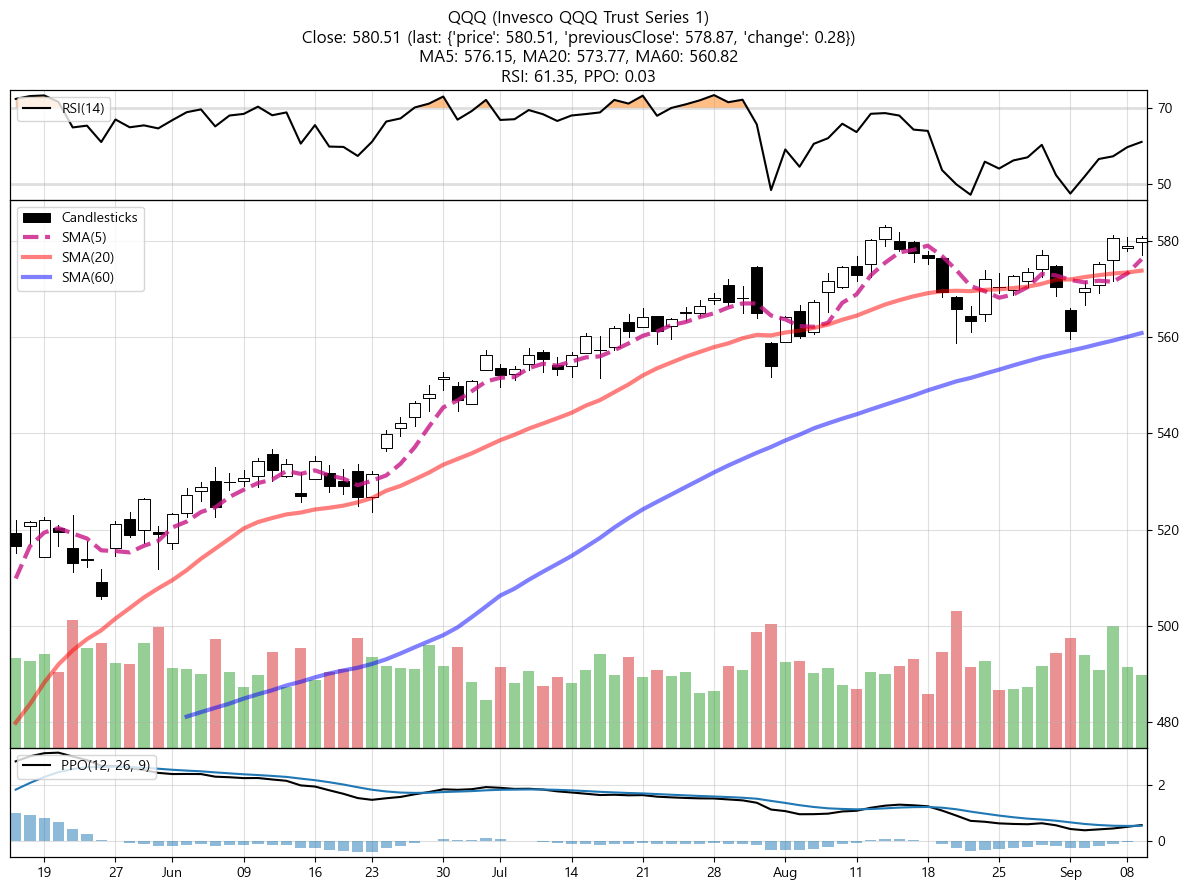 QQQ (Invesco QQQ Trust Series 1)
Close: 580.51 (last: {'price': 580.51, 'previousClose': 578.87, 'change': 0.28})
MA5: 576.15, MA20: 573.77, MA60: 560.82
RSI: 61.35, PPO: 0.03
RSI(14)
70
50
Candlesticks
SMA(5)
SMA(20)
SMA(60)
580
560
540
520
500
480
PPO(12, 26, 9)
2
0
19 27 Jun 09 16 23 30 Jul 14 21 28 Aug 11 18 25 Sep 08